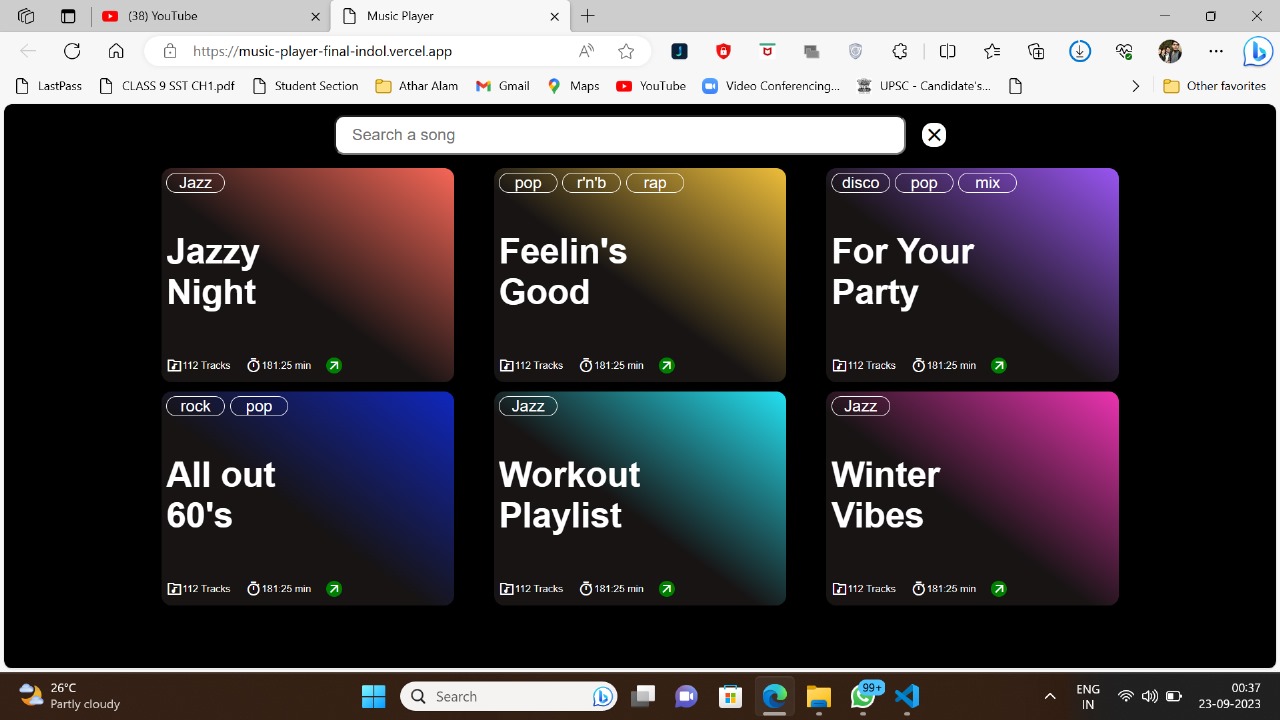 (38) YouTube
Music Player
https://music-player-final-indol.vercel.app
LastPass
CLASS 9 SST CH1.pdf
Student Section
Athar Alam
Gmail
Maps
YouTube
Video Conferencing...
UPSC - Candidate's...
Other favorites
Search a song
Jazz
Jazzy
Night
112 Tracks 181:25 min
pop r'n'b rap
Feelin's
Good
112 Tracks 181:25 min
disco pop mix
For Your
Party
112 Tracks 181:25 min
rock pop
All out
60's
112 Tracks 181:25 min
Jazz
Workout
Playlist
112 Tracks 181:25 min
Jazz
Winter
Vibes
112 Tracks 181:25 min
26°C
Partly cloudy
Search
99+
ENG
IN
00:37
23-09-2023